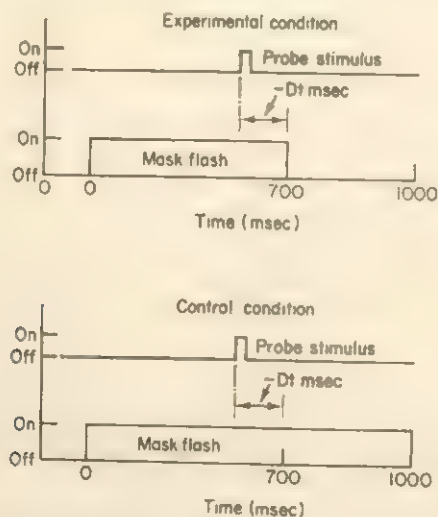 Experimental condition
On
Off
Probe stimulus
-Dt msec
On
Off
Mask flash
0 0 700 1000
Time (msec)
Control condition
On
Off
Probe stimulus
-Dt msec
On
Off
Mask flash
0 700 1000
Time (msec)